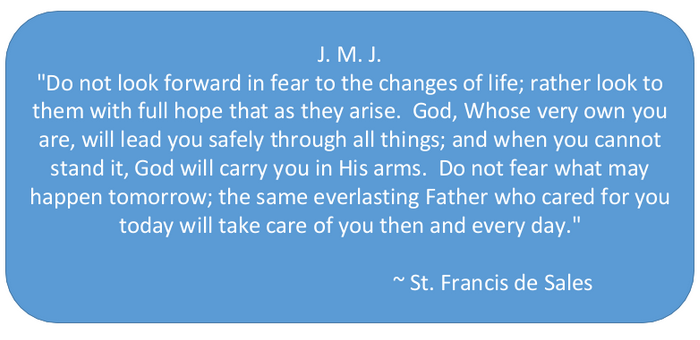 J. M. J.
"Do not look forward in fear to the changes of life; rather look to
them with full hope that as they arise.  God, Whose very own you
are, will lead you safely through all things; and when you cannot
stand it, God will carry you in His arms.  Do not fear what may
happen tomorrow; the same everlasting Father who cared for you
today will take care of you then and every day."
~ St. Francis de Sales